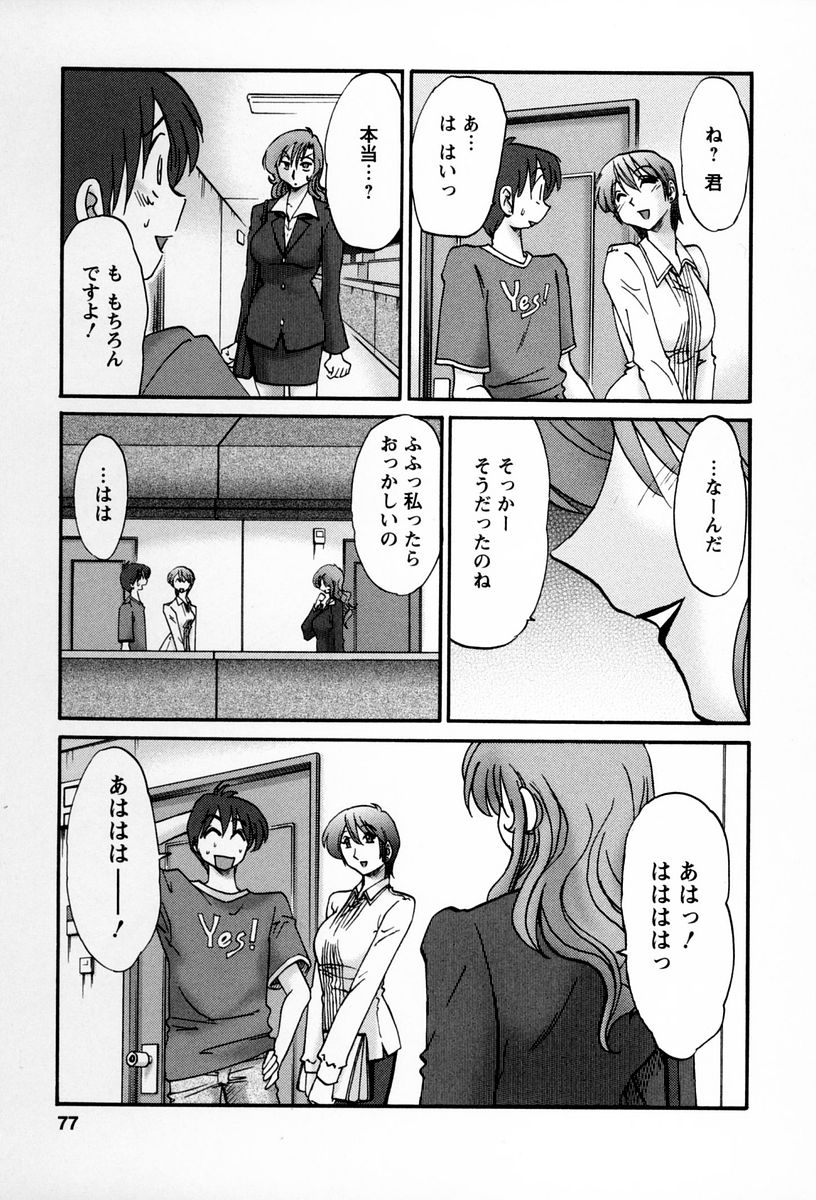 ね?君
あ…
は はいっ
Yes!
本当…?
も もちろん
ですよ!
…なーんだ
そっかー
そうだったのね
ふふっ私ったら
おっかしいの
…はは
あはっ!
ははははっ
あははは──!
Yes!
77